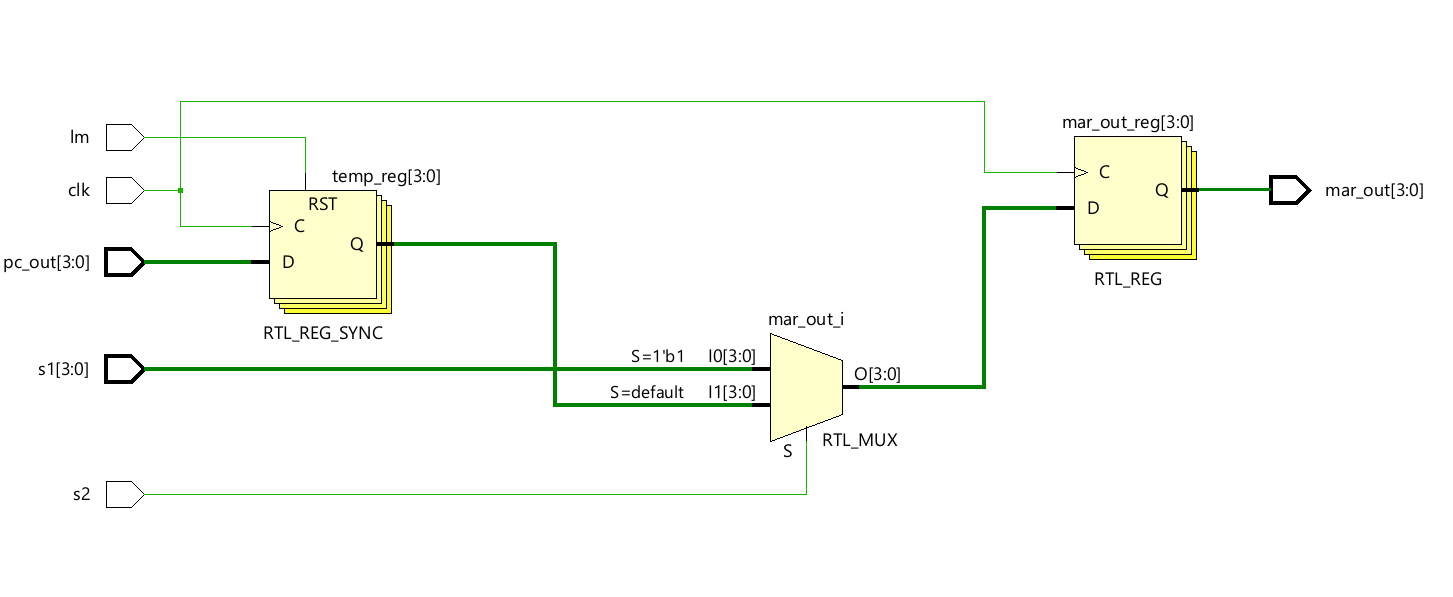 mar_out_reg[3:0]
lm
temp_reg[3:0]
C
clk
Q
mar_out[3:0]
RST
D
C
Q
pc_out[3:0]
D
RTL_REG
mar_out_i
RTL_REG_SYNC
S=1'b1 I0[3:0]
s1[3:0]
O[3:0]
S=default I1[3:0]
RTL_MUX
S
s2